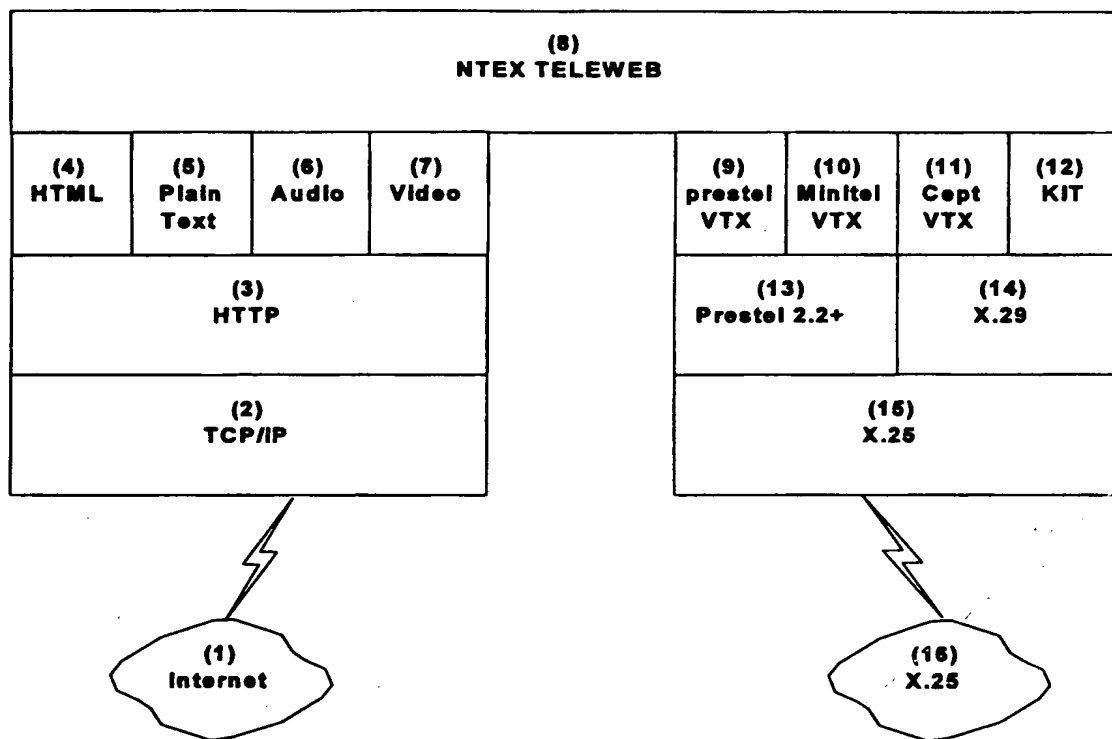 (8)
NTEX TELEWEB
(4)
HTML
(5)
Plain
Text
(6)
Audio
(7)
Video
(9)
prestel
VTX
(10)
Minitel
VTX
(11)
Cept
VTX
(12)
KIT
(3)
HTTP
(13)
Prestel 2.2+
(14)
X.29
(2)
TCP/IP
(15)
X.25
(1)
Internet
(16)
X.25